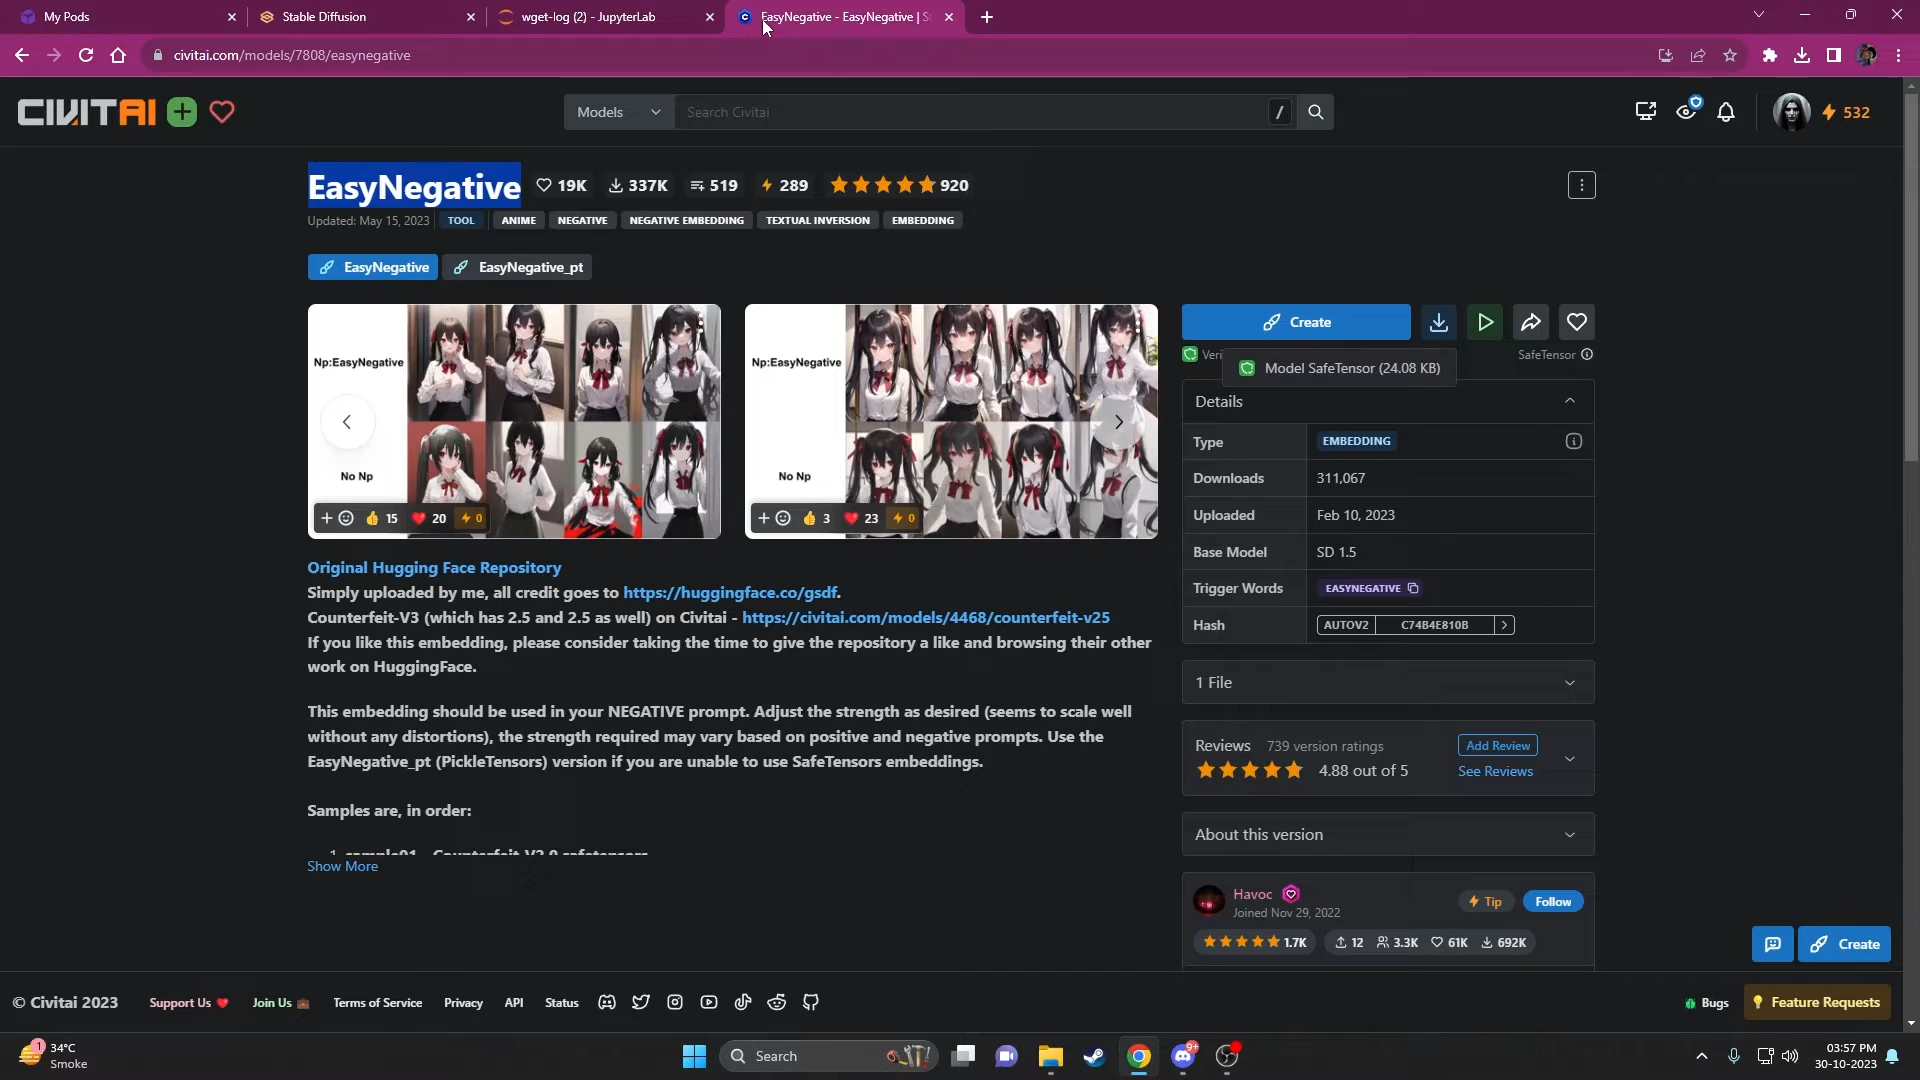 My Pods
Stable Diffusion
wget-log (2) - JupyterLab
EasyNegative - EasyNegative | S
civitai.com/models/7808/easynegative
CIVITAI
Models
Search Civitai
/
532
EasyNegative 19K 337K 519 289 920
Updated: May 15, 2023 TOOL ANIME NEGATIVE NEGATIVE EMBEDDING TEXTUAL INVERSION EMBEDDING
EasyNegative EasyNegative_pt
Np:EasyNegative
No Np
15 20 0
Np:EasyNegative
No Np
3 23 0
Create
Veri SafeTensor
Model SafeTensor (24.08 KB)
Details
Type EMBEDDING
Downloads 311,067
Uploaded Feb 10, 2023
Base Model SD 1.5
Trigger Words EASYNEGATIVE
Hash AUTOV2 C74B4E810B
1 File
Reviews 739 version ratings Add Review
4.88 out of 5 See Reviews
About this version
Havoc Tip Follow
Joined Nov 29, 2022
1.7K 12 3.3K 61K 692K
Original Hugging Face Repository
Simply uploaded by me, all credit goes to https://huggingface.co/gsdf.
Counterfeit-V3 (which has 2.5 and 2.5 as well) on Civitai - https://civitai.com/models/4468/counterfeit-v25
If you like this embedding, please consider taking the time to give the repository a like and browsing their other
work on HuggingFace.
This embedding should be used in your NEGATIVE prompt. Adjust the strength as desired (seems to scale well
without any distortions), the strength required may vary based on positive and negative prompts. Use the
EasyNegative_pt (PickleTensors) version if you are unable to use SafeTensors embeddings.
Samples are, in order:
1. sample01 - Counterfeit-V2.0.safetensors
Show More
Create
© Civitai 2023 Support Us Join Us Terms of Service Privacy API Status Bugs Feature Requests
1 34°C
Smoke
Search
9+
03:57 PM
30-10-2023